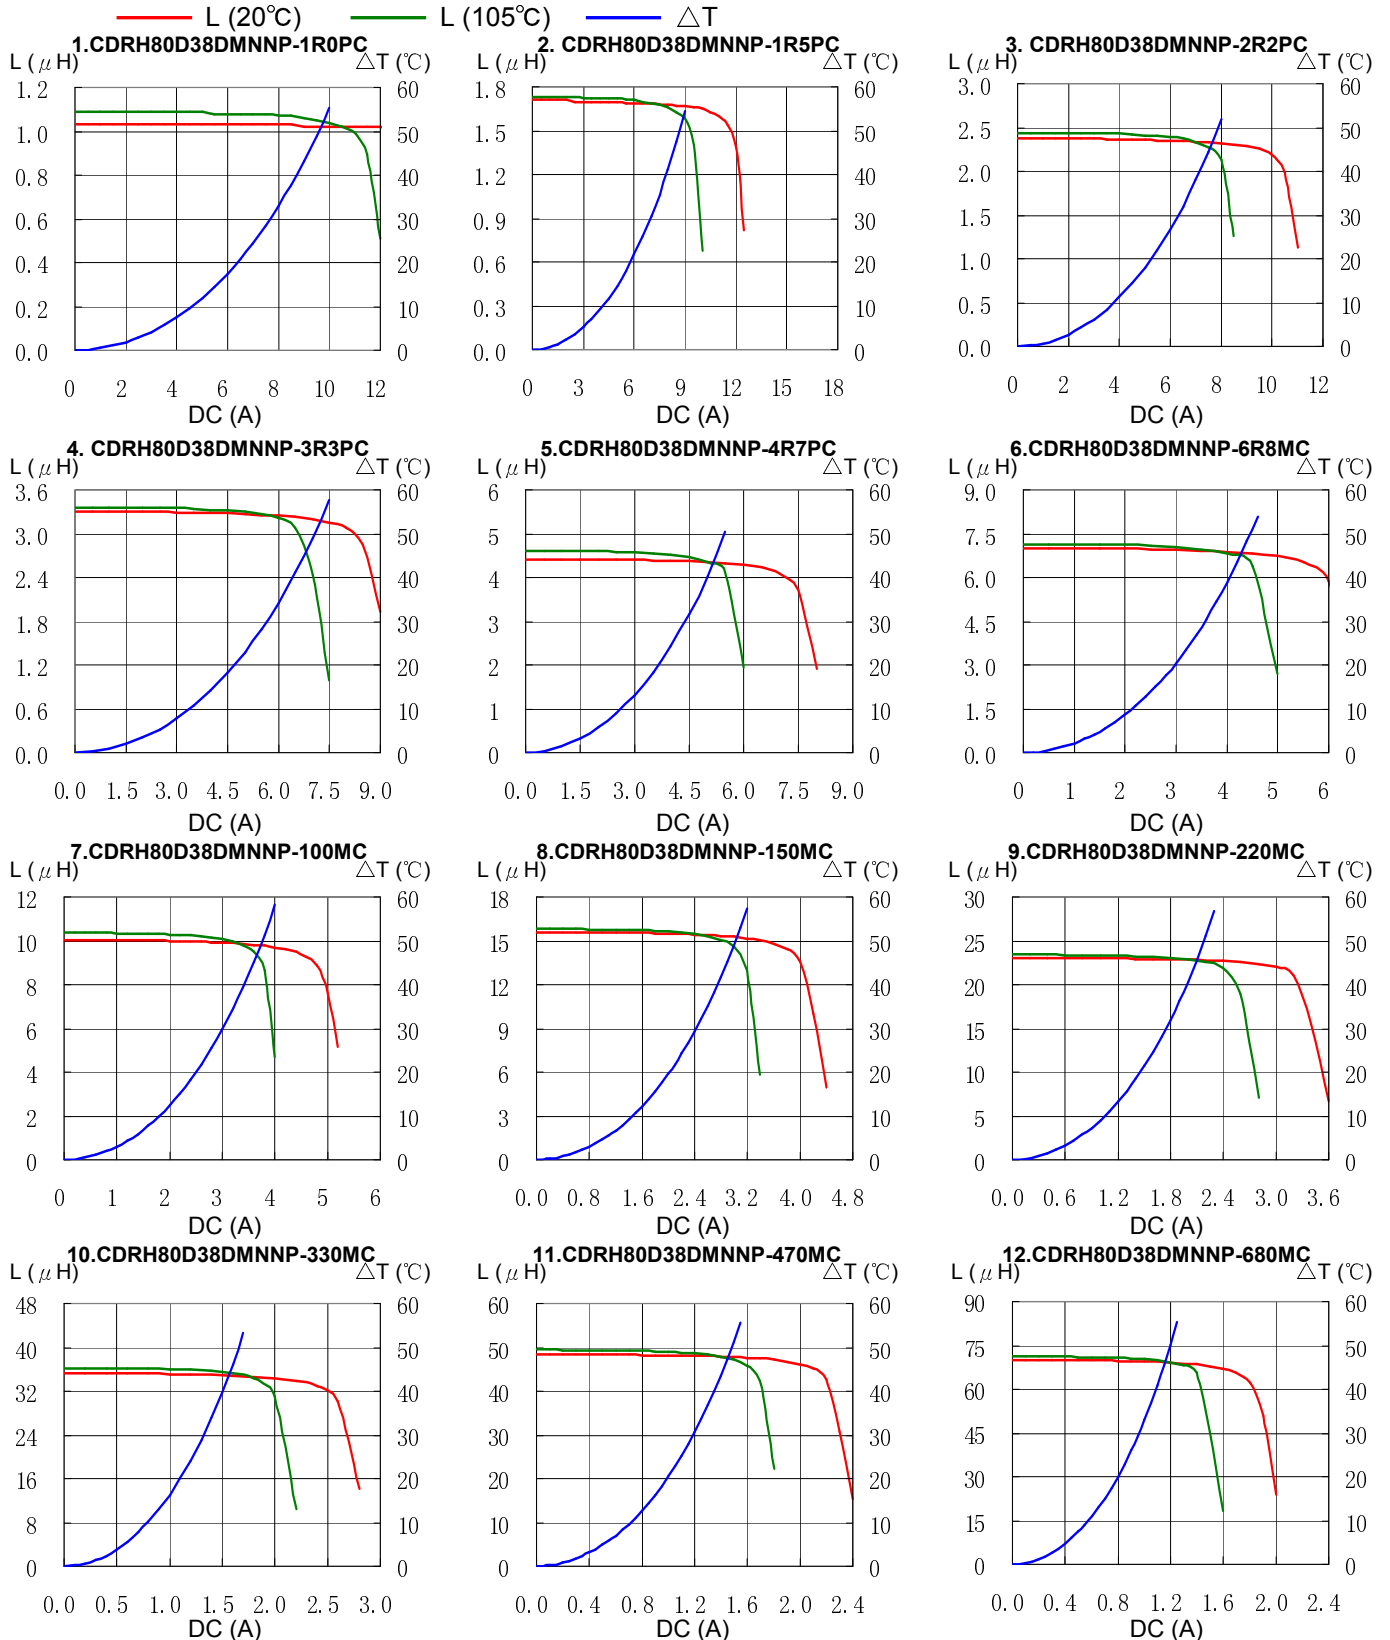 L (20℃) L (105℃) △T
1.CDRH80D38DMNNP-1R0PC 2. CDRH80D38DMNNP-1R5PC 3. CDRH80D38DMNNP-2R2PC
L (μH) △T (℃) L (μH) △T (℃) L (μH) △T (℃)
1.2 60 1.8 60 3.0 60
1.0 50 1.5 50 2.5 50
0.8 40 1.2 40 2.0 40
0.6 30 0.9 30 1.5 30
0.4 20 0.6 20 1.0 20
0.2 10 0.3 10 0.5 10
0.0 0 0.0 0 0.0 0
0 2 4 6 8 10 12 0 3 6 9 12 15 18 0 2 4 6 8 10 12
DC (A) DC (A) DC (A)
4. CDRH80D38DMNNP-3R3PC 5.CDRH80D38DMNNP-4R7PC 6.CDRH80D38DMNNP-6R8MC
L (μH) △T (℃) L (μH) △T (℃) L (μH) △T (℃)
3.6 60 6 60 9.0 60
3.0 50 5 50 7.5 50
2.4 40 4 40 6.0 40
1.8 30 3 30 4.5 30
1.2 20 2 20 3.0 20
0.6 10 1 10 1.5 10
0.0 0 0 0 0.0 0
0.0 1.5 3.0 4.5 6.0 7.5 9.0 0.0 1.5 3.0 4.5 6.0 7.5 9.0 0 1 2 3 4 5 6
DC (A) DC (A) DC (A)
7.CDRH80D38DMNNP-100MC 8.CDRH80D38DMNNP-150MC 9.CDRH80D38DMNNP-220MC
L (μH) △T (℃) L (μH) △T (℃) L (μH) △T (℃)
12 60 18 60 30 60
10 50 15 50 25 50
8 40 12 40 20 40
6 30 9 30 15 30
4 20 6 20 10 20
2 10 3 10 5 10
0 0 0 0 0 0
0 1 2 3 4 5 6 0.0 0.8 1.6 2.4 3.2 4.0 4.8 0.0 0.6 1.2 1.8 2.4 3.0 3.6
DC (A) DC (A) DC (A)
10.CDRH80D38DMNNP-330MC 11.CDRH80D38DMNNP-470MC 12.CDRH80D38DMNNP-680MC
L (μH) △T (℃) L (μH) △T (℃) L (μH) △T (℃)
48 60 60 60 90 60
40 50 50 50 75 50
32 40 40 40 60 40
24 30 30 30 45 30
16 20 20 20 30 20
8 10 10 10 15 10
0 0 0 0 0 0
0.0 0.5 1.0 1.5 2.0 2.5 3.0 0.0 0.4 0.8 1.2 1.6 2.0 2.4 0.0 0.4 0.8 1.2 1.6 2.0 2.4
DC (A) DC (A) DC (A)